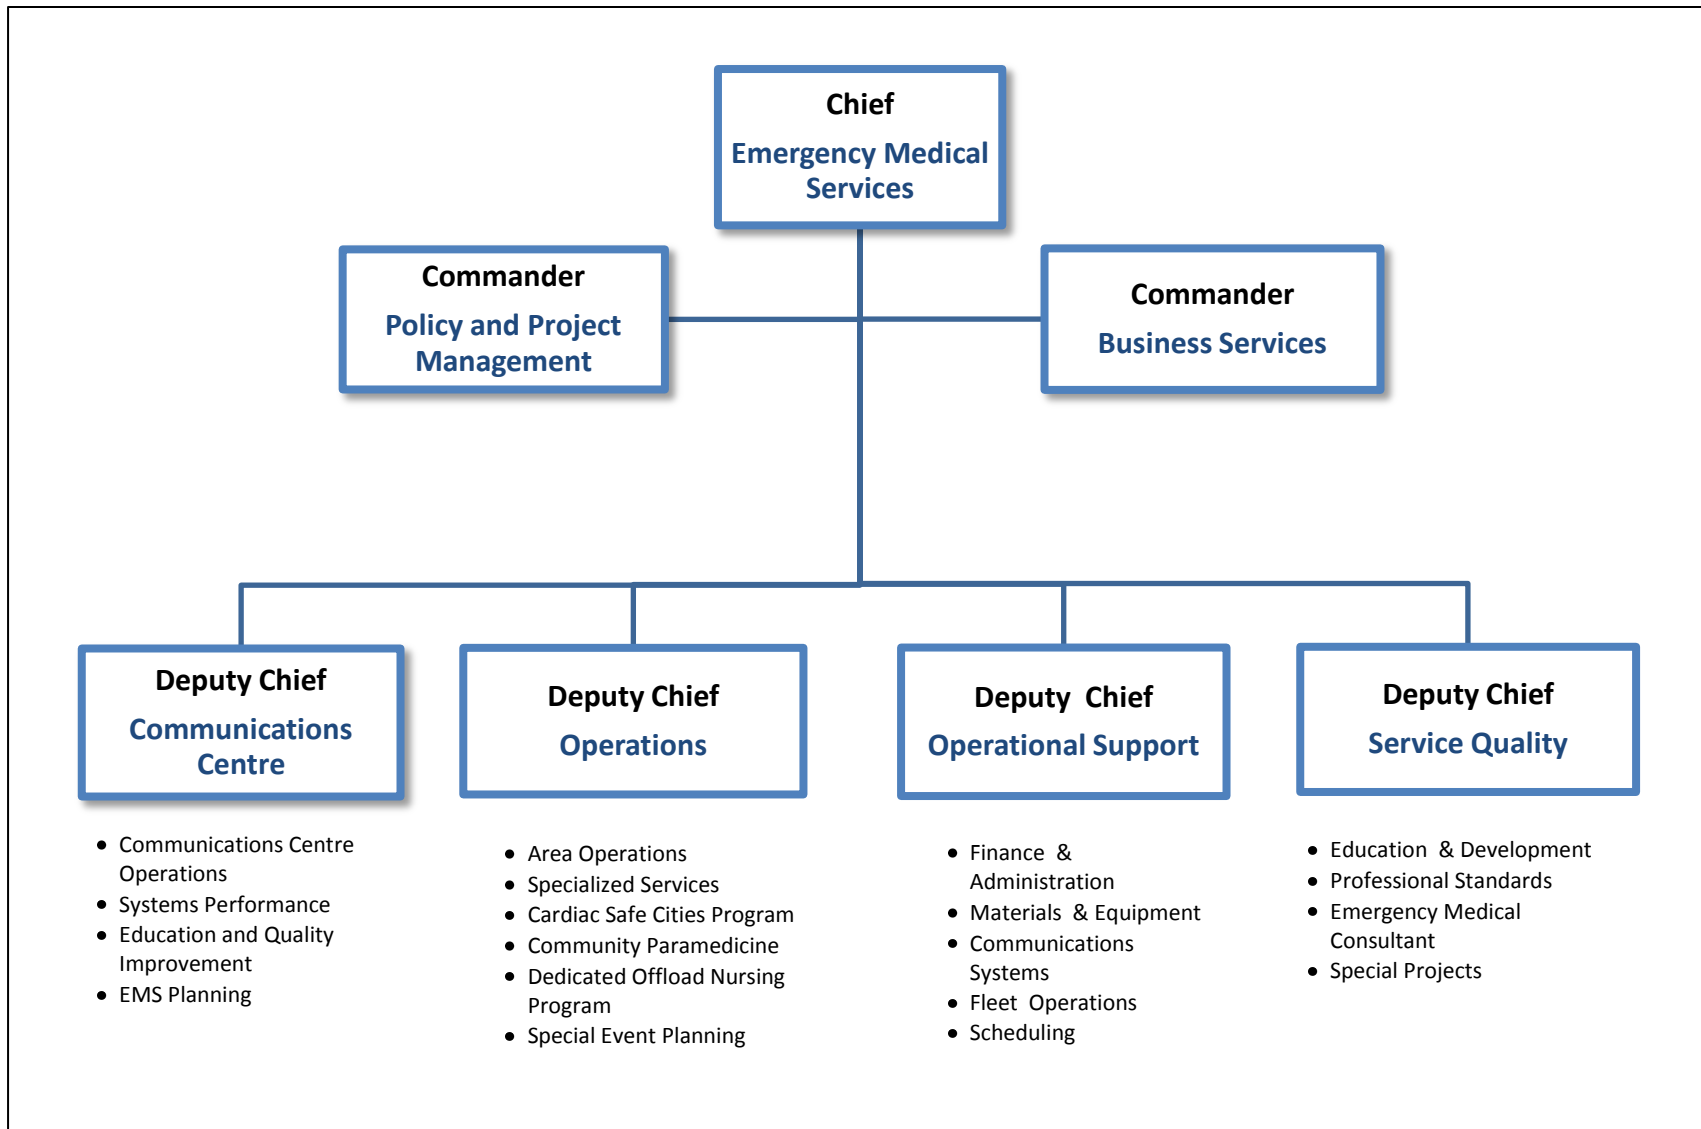 Chief
Emergency Medical
Services
Commander
Policy and Project
Management
Commander
Business Services
Deputy Chief
Communications
Centre
Deputy Chief
Operations
Deputy  Chief
Operational Support
Deputy Chief
Service Quality
• Communications Centre
Operations
• Systems Performance
• Education and Quality
Improvement
• EMS Planning
• Area Operations
• Specialized Services
• Cardiac Safe Cities Program
• Community Paramedicine
• Dedicated Offload Nursing
Program
• Special Event Planning
• Finance  &
Administration
• Materials  & Equipment
• Communications
Systems
• Fleet  Operations
• Scheduling
• Education  & Development
• Professional Standards
• Emergency Medical
Consultant
• Special Projects